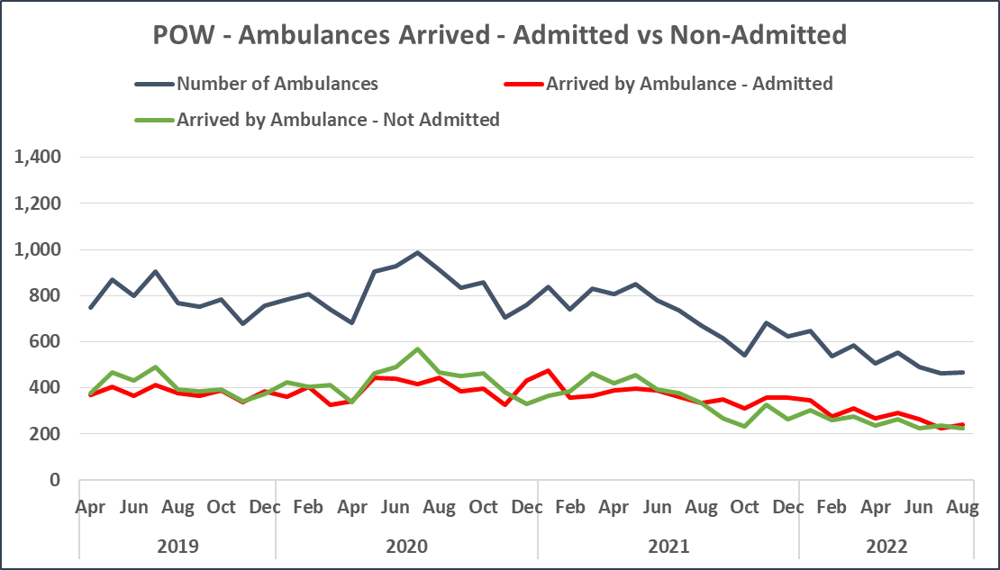 POW - Ambulances Arrived - Admitted vs Non-Admitted
Number of Ambulances
Arrived by Ambulance - Admitted
Arrived by Ambulance - Not Admitted
1,400
1,200
1,000
800
600
400
200
0
Apr Jun Aug Oct Dec Feb Apr Jun Aug Oct Dec Feb Apr Jun Aug Oct Dec Feb Apr Jun Aug
2019 2020 2021 2022